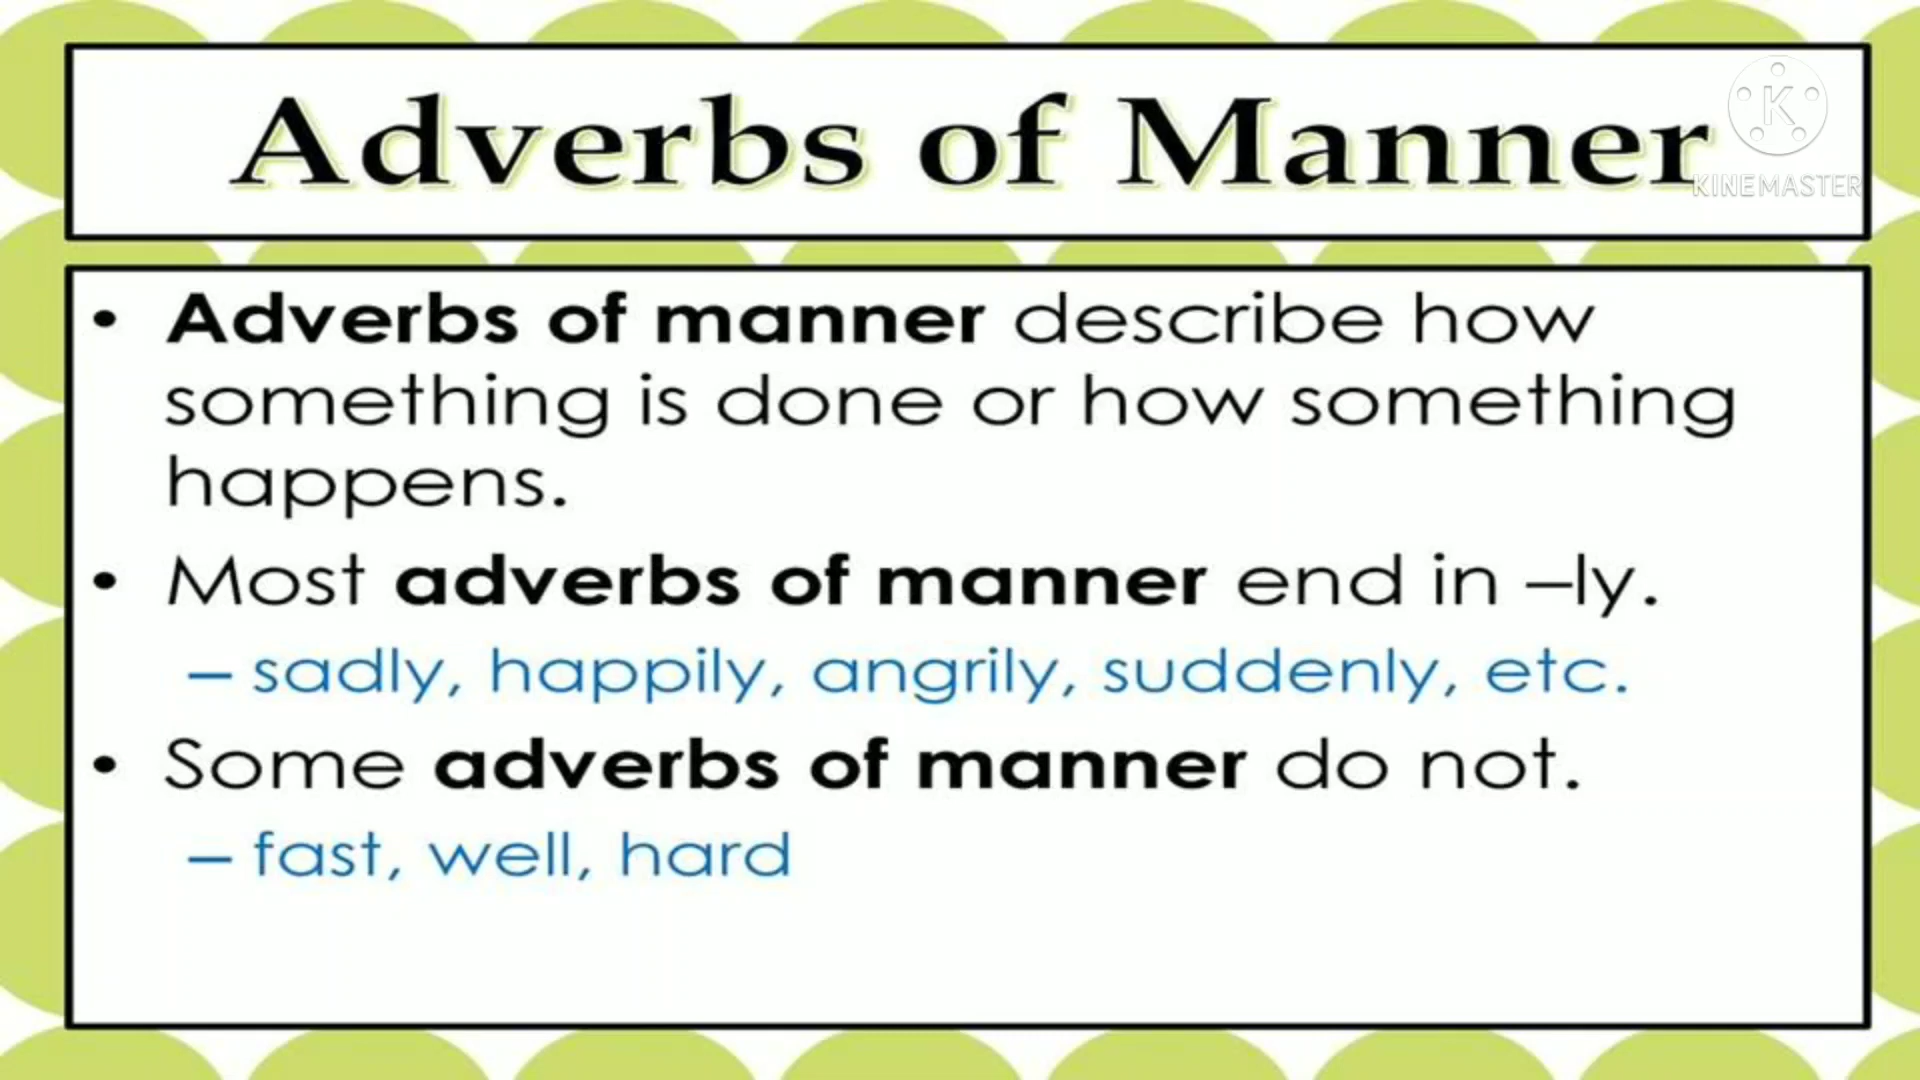 Adverbs of Manner
K
KINEMASTER
• Adverbs of manner describe how
something is done or how something
happens.
• Most adverbs of manner end in –ly.
– sadly, happily, angrily, suddenly, etc.
• Some adverbs of manner do not.
– fast, well, hard